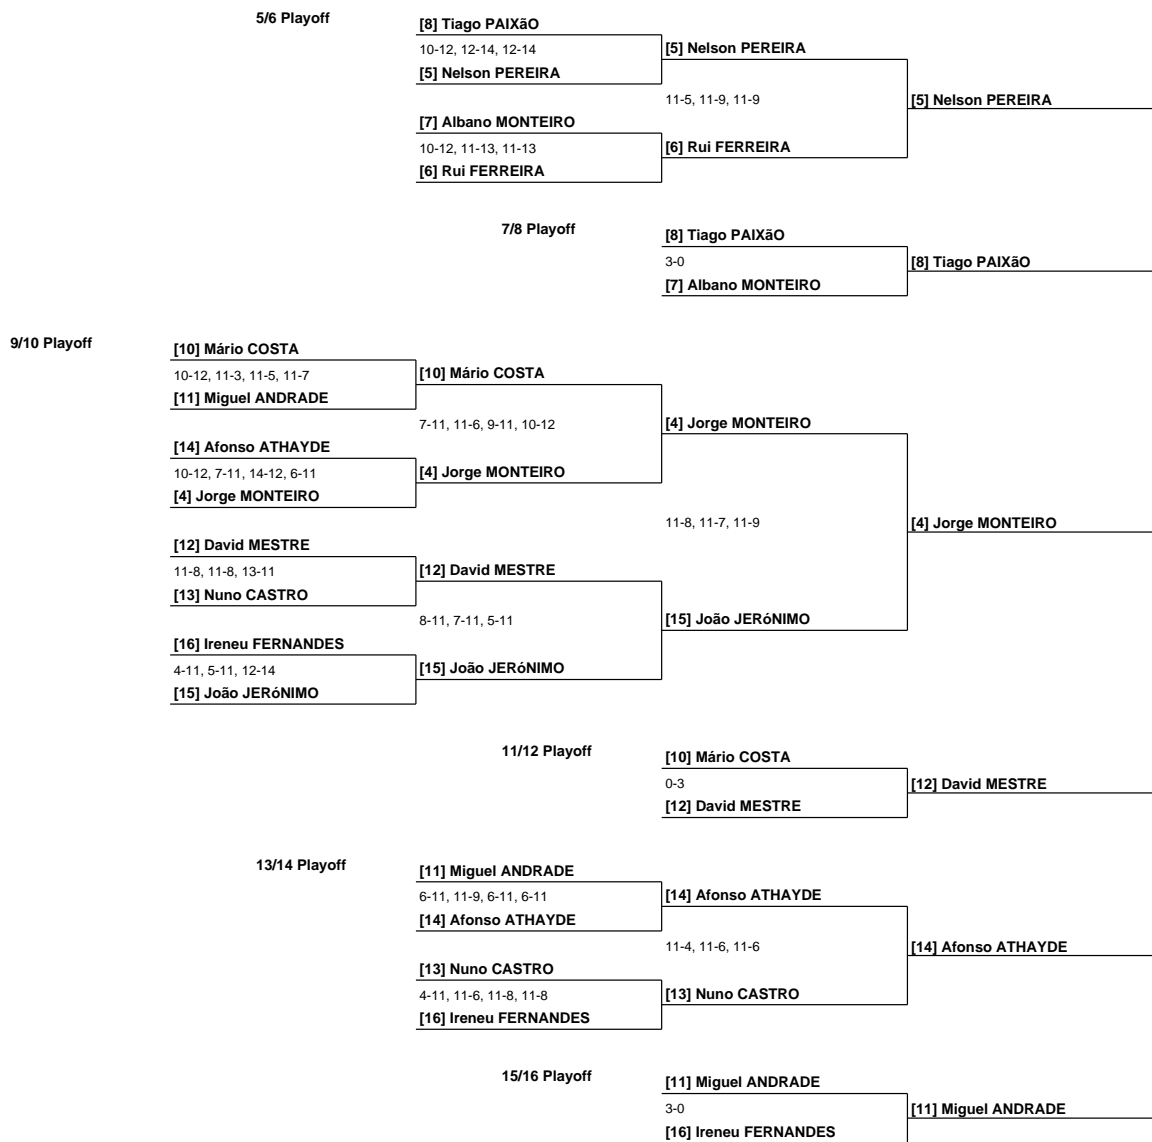 5/6 Playoff
[8] Tiago PAIXãO
10-12, 12-14, 12-14
[5] Nelson PEREIRA
[5] Nelson PEREIRA
11-5, 11-9, 11-9
[5] Nelson PEREIRA
[7] Albano MONTEIRO
10-12, 11-13, 11-13
[6] Rui FERREIRA
[6] Rui FERREIRA
7/8 Playoff
[8] Tiago PAIXãO
3-0
[8] Tiago PAIXãO
[7] Albano MONTEIRO
9/10 Playoff
[10] Mário COSTA
10-12, 11-3, 11-5, 11-7
[10] Mário COSTA
[11] Miguel ANDRADE
7-11, 11-6, 9-11, 10-12
[4] Jorge MONTEIRO
[14] Afonso ATHAYDE
10-12, 7-11, 14-12, 6-11
[4] Jorge MONTEIRO
[4] Jorge MONTEIRO
11-8, 11-7, 11-9
[4] Jorge MONTEIRO
[12] David MESTRE
11-8, 11-8, 13-11
[12] David MESTRE
[13] Nuno CASTRO
8-11, 7-11, 5-11
[15] João JERóNIMO
[16] Ireneu FERNANDES
4-11, 5-11, 12-14
[15] João JERóNIMO
[15] João JERóNIMO
11/12 Playoff
[10] Mário COSTA
0-3
[12] David MESTRE
[12] David MESTRE
13/14 Playoff
[11] Miguel ANDRADE
6-11, 11-9, 6-11, 6-11
[14] Afonso ATHAYDE
[14] Afonso ATHAYDE
11-4, 11-6, 11-6
[14] Afonso ATHAYDE
[13] Nuno CASTRO
4-11, 11-6, 11-8, 11-8
[13] Nuno CASTRO
[16] Ireneu FERNANDES
15/16 Playoff
[11] Miguel ANDRADE
3-0
[11] Miguel ANDRADE
[16] Ireneu FERNANDES